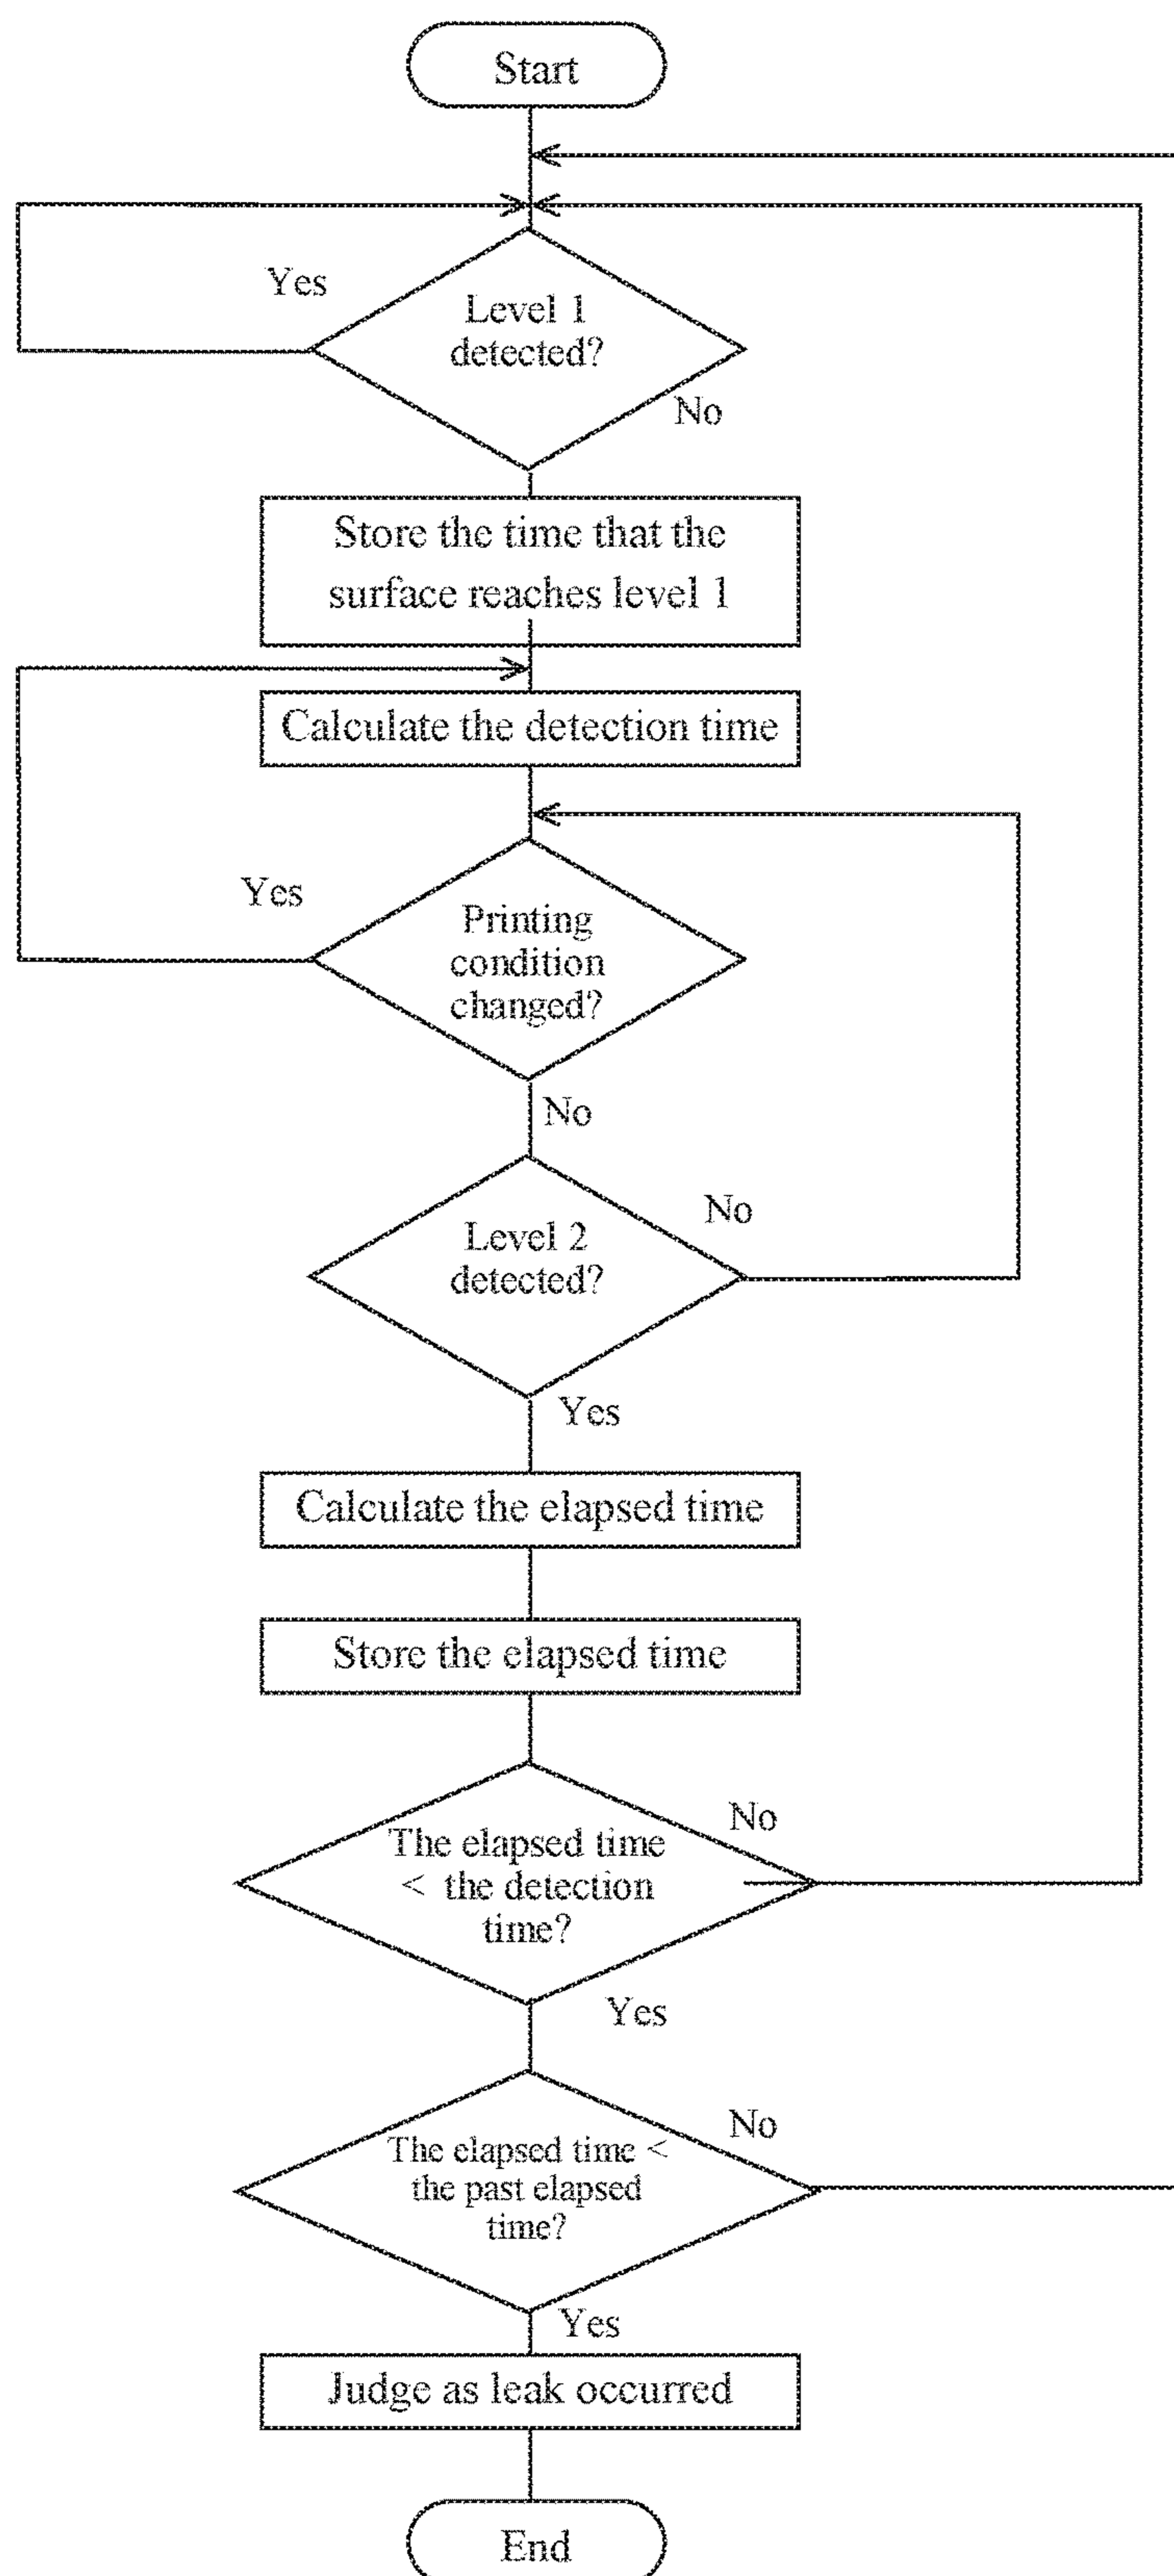 Start
Yes
Level 1
detected?
No
Store the time that the
surface reaches level 1
Calculate the detection time
Yes
Printing
condition
changed?
No
No
Level 2
detected?
Yes
Calculate the elapsed time
Store the elapsed time
No
The elapsed time
< the detection
time?
Yes
No
The elapsed time <
the past elapsed
time?
Yes
Judge as leak occurred
End